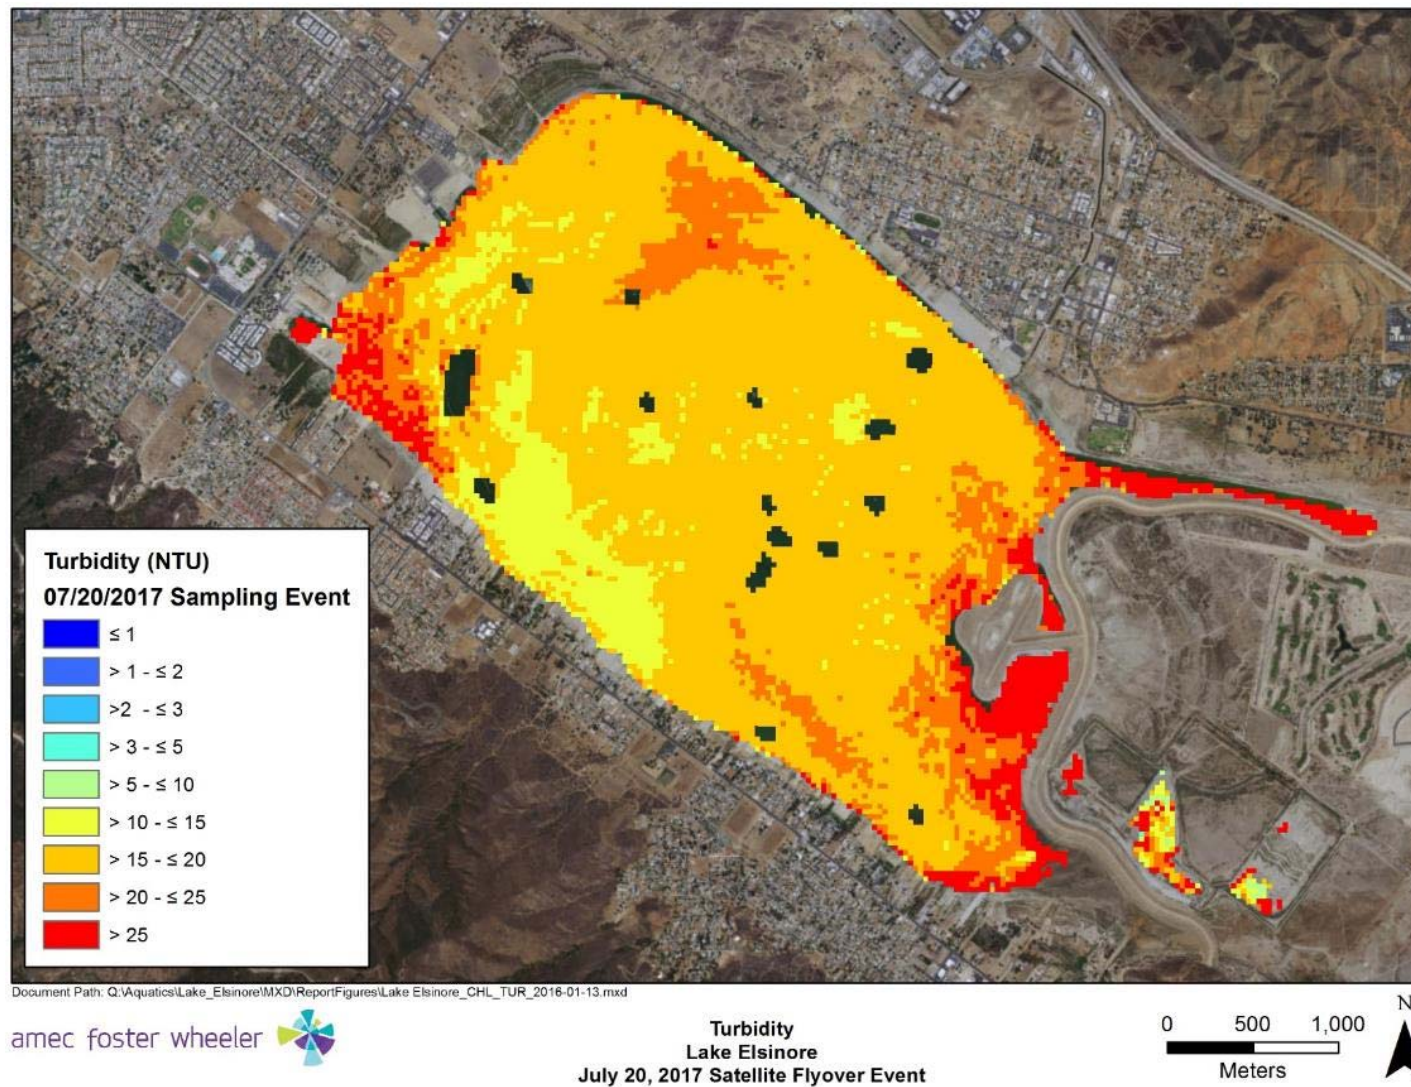 Turbidity (NTU)
07/20/2017 Sampling Event
≤ 1
> 1 - ≤ 2
>2 - ≤ 3
> 3 - ≤ 5
> 5 - ≤ 10
> 10 - ≤ 15
> 15 - ≤ 20
> 20 - ≤ 25
> 25
Document Path: Q:\Aquatics\Lake_Elsinore\MXD\ReportFigures\Lake Elsinore_CHL_TUR_2016-01-13.mxd
amec foster wheeler
Turbidity
Lake Elsinore
July 20, 2017 Satellite Flyover Event
0 500 1,000
Meters
N